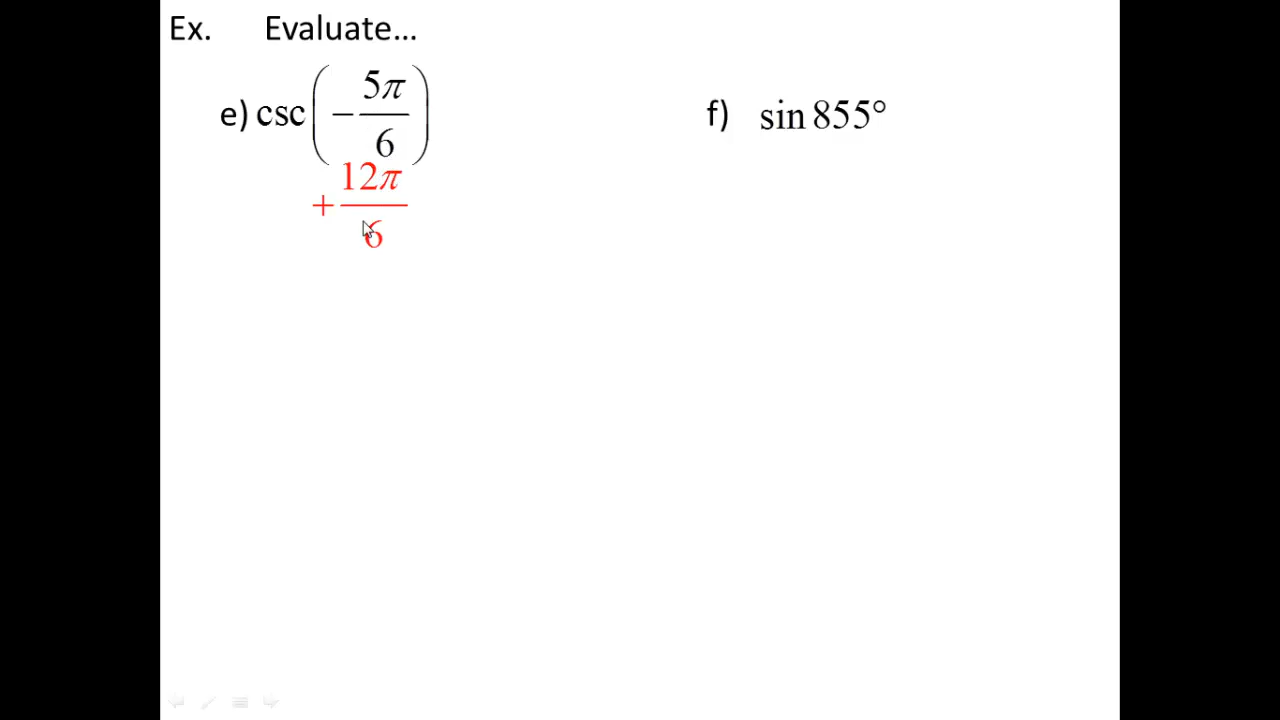 Ex. Evaluate...
e) csc(−5π/6)
+12π/6
f) sin 855°